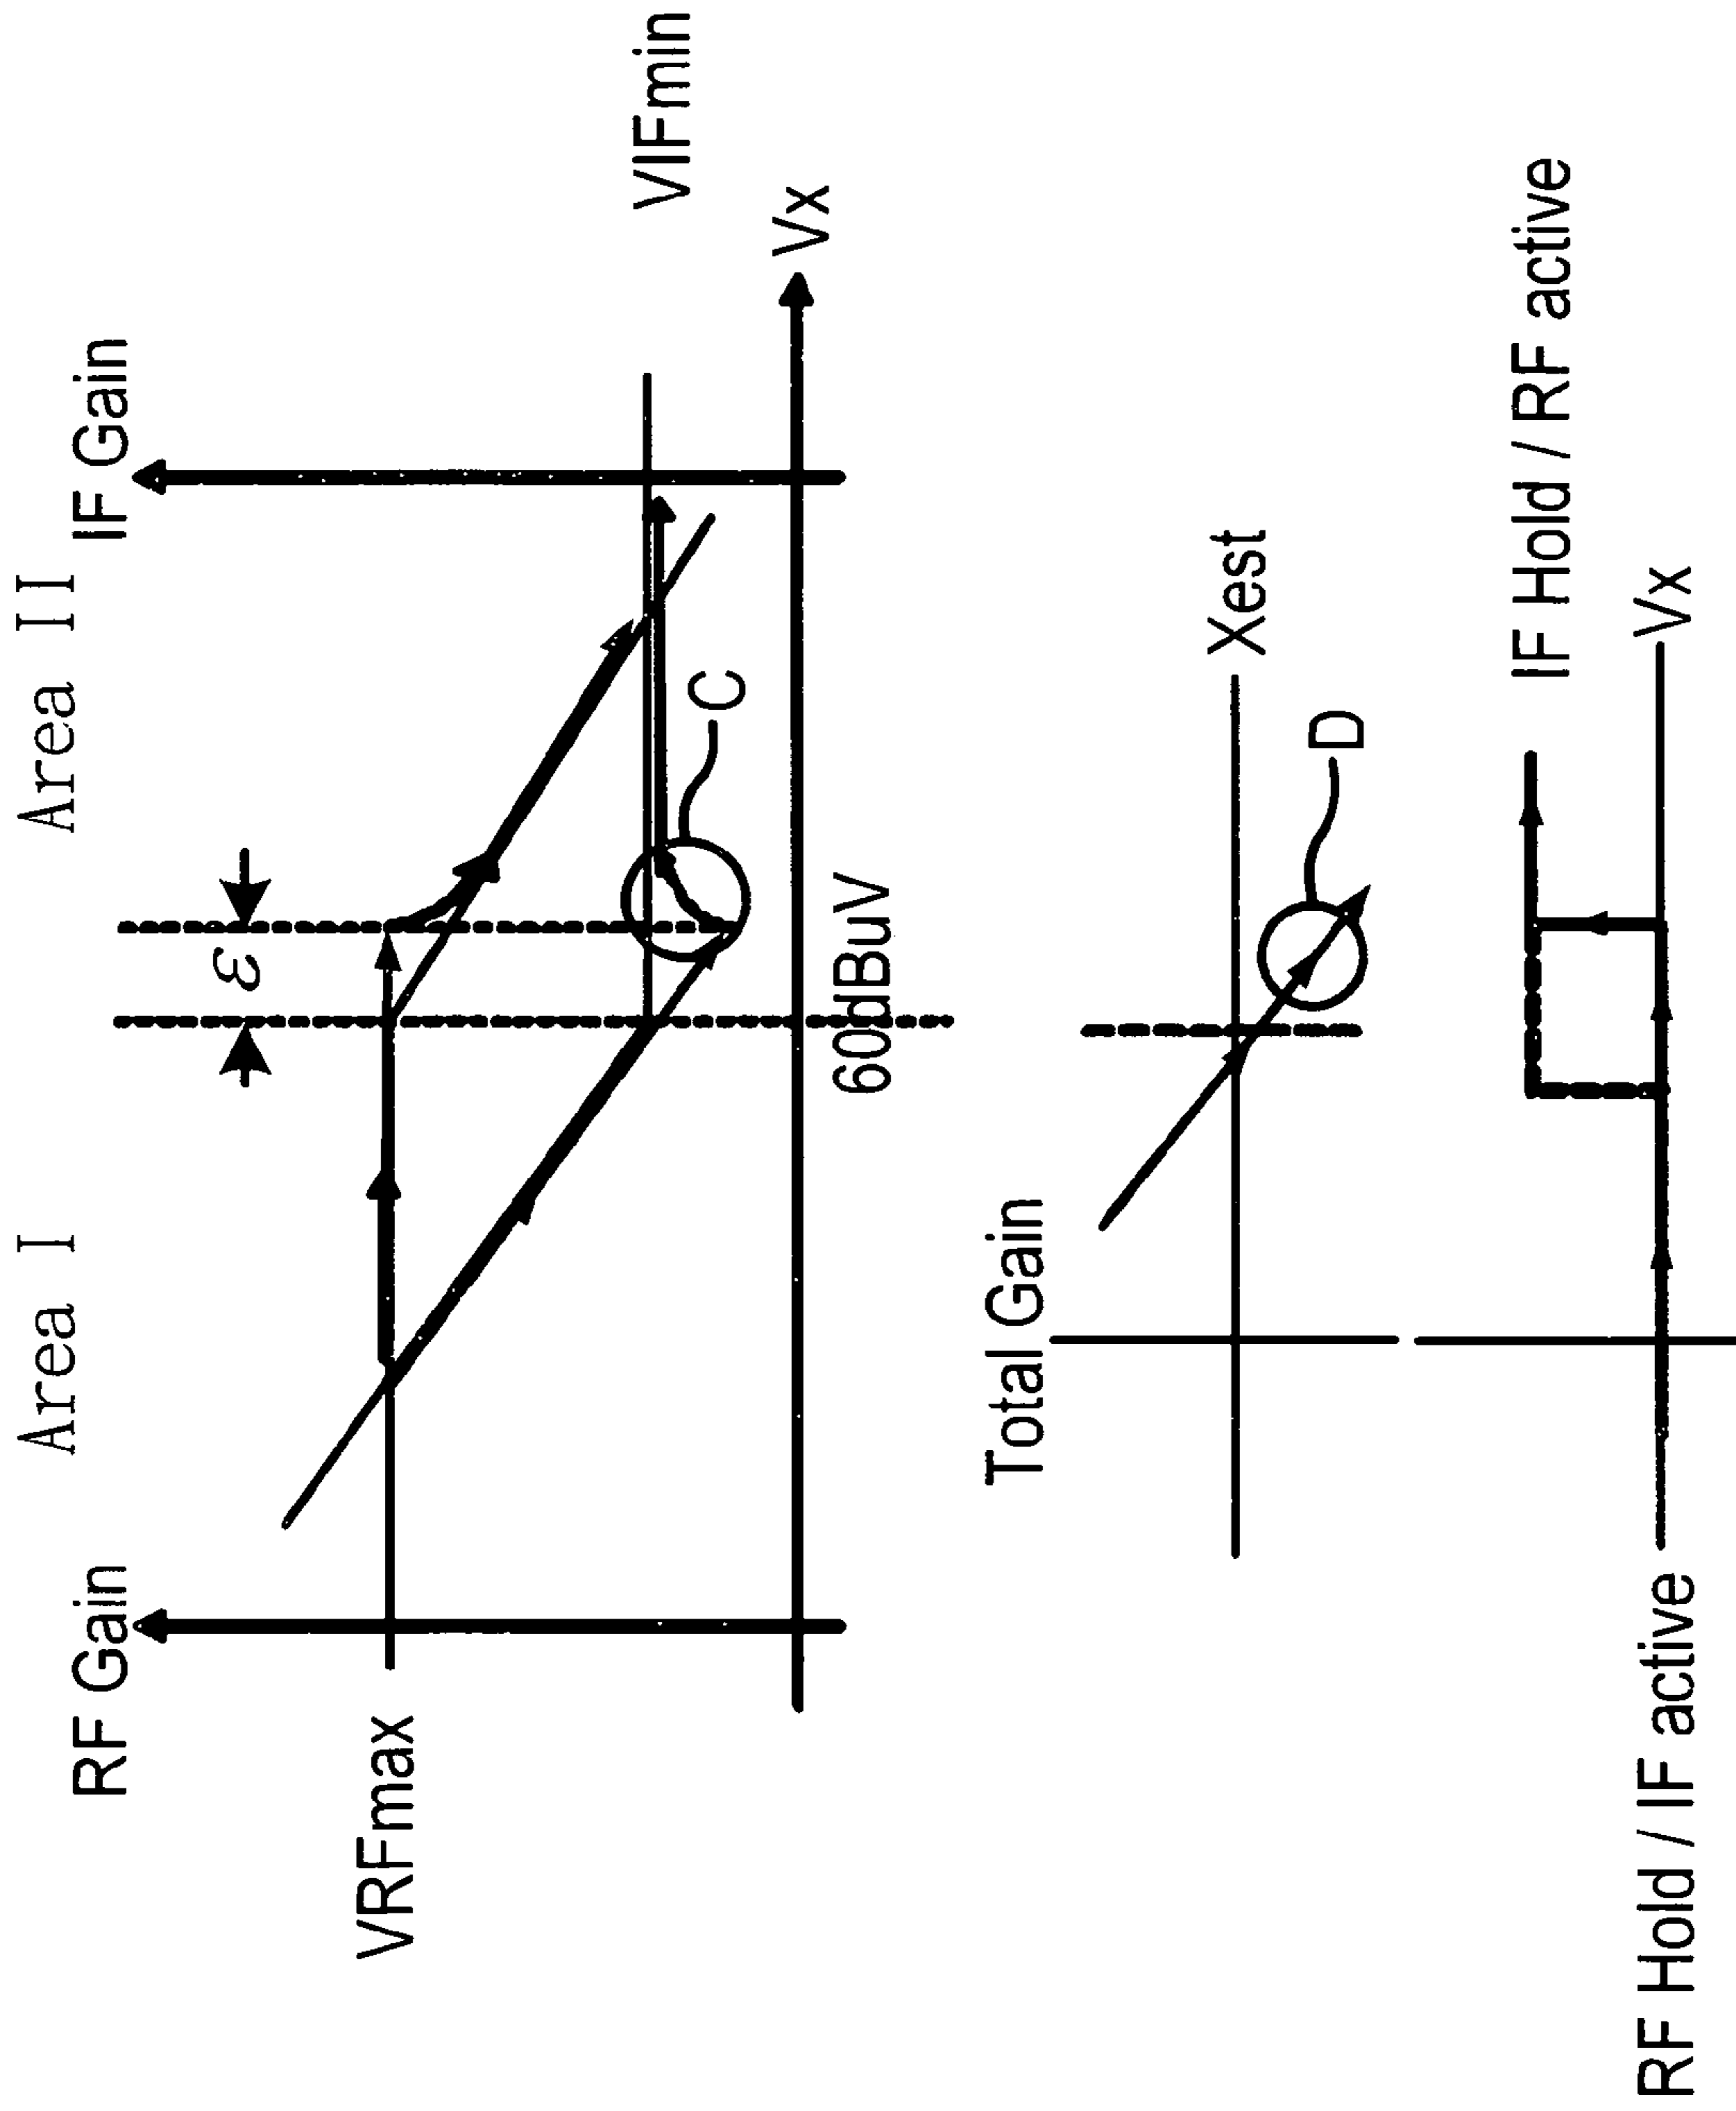 Area I
Area II
RF Gain
IF Gain
ε
VRFmax
VIFmin
C
Vx
60dBuV
Total Gain
Xest
D
IF Hold / RF active
RF Hold / IF active
Vx